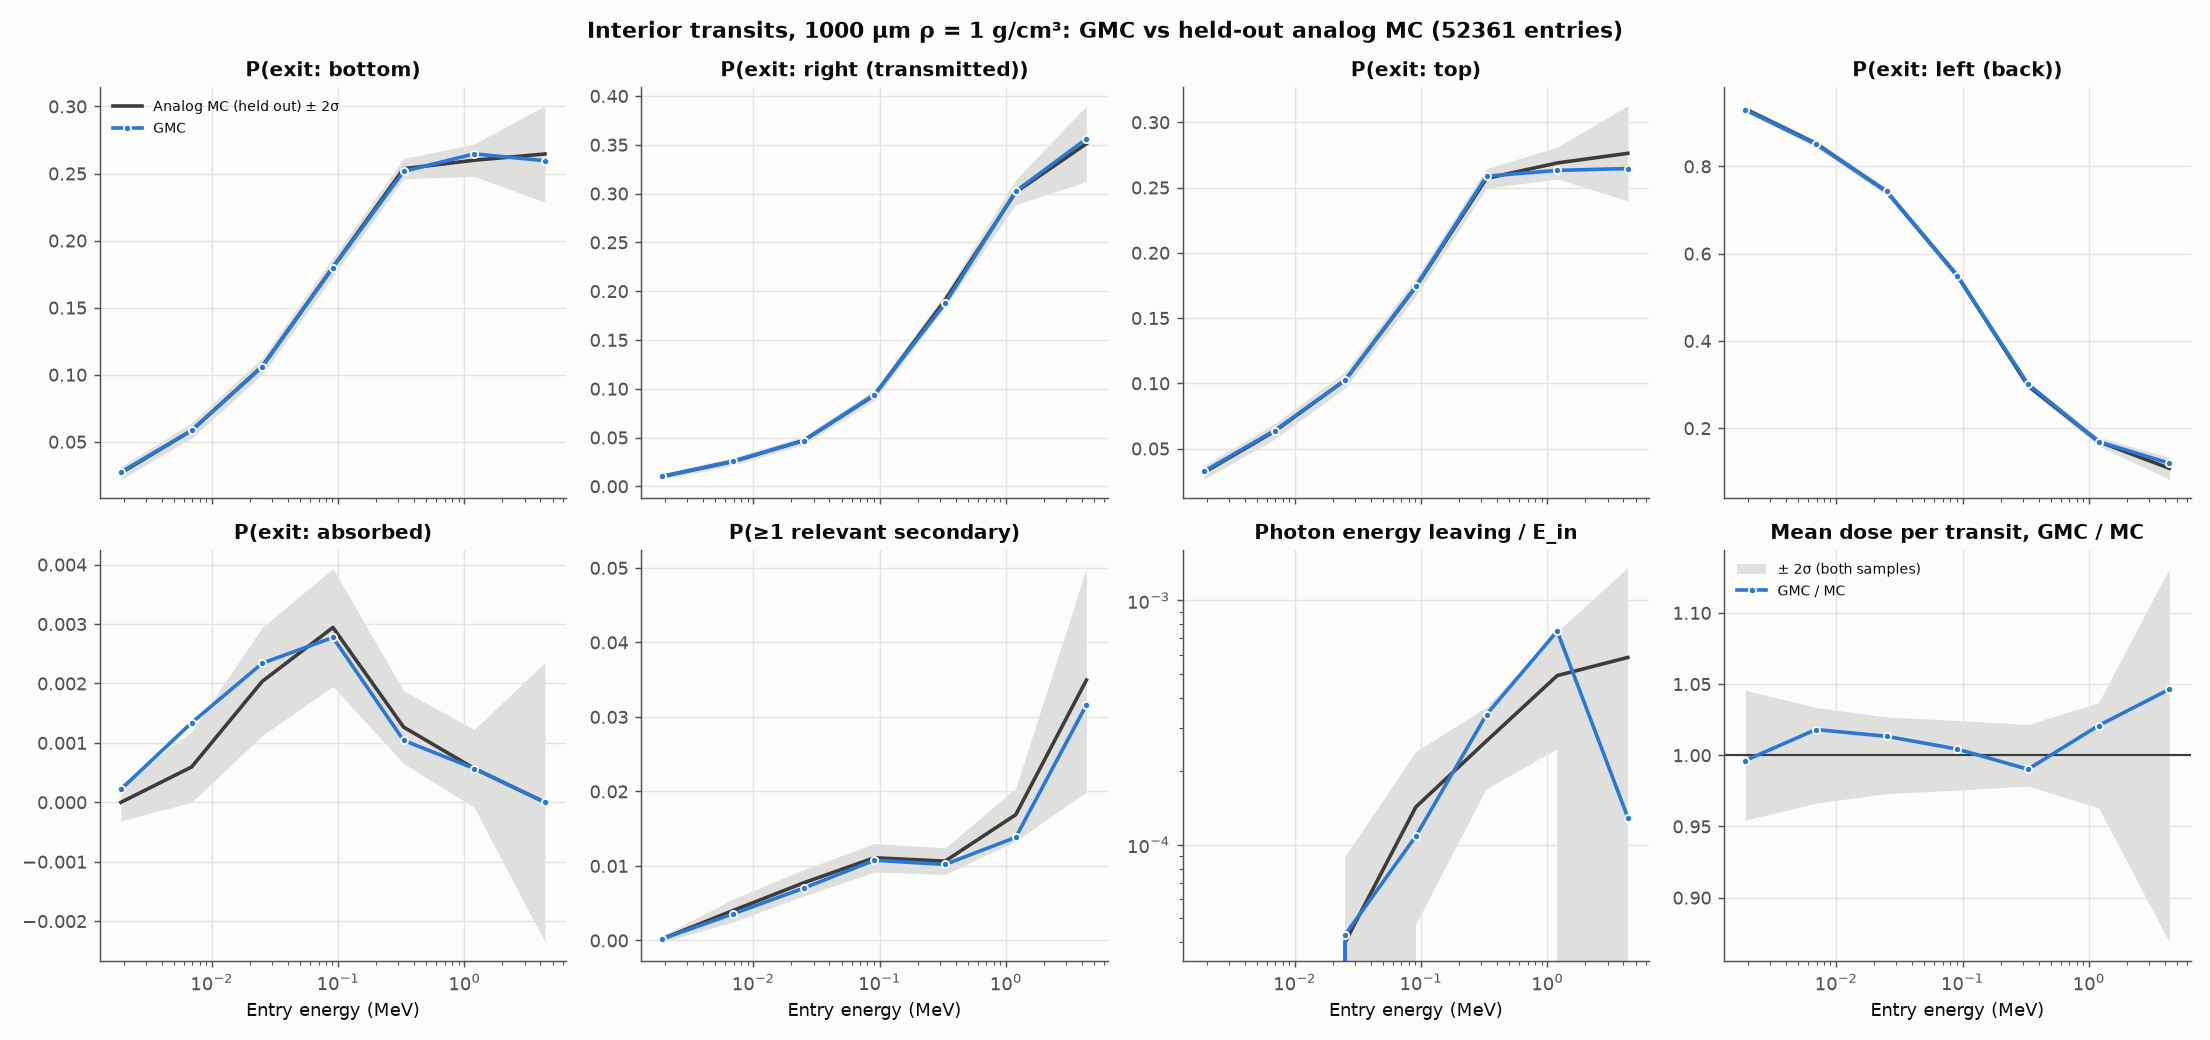 Interior transits, 1000 µm ρ = 1 g/cm³: GMC vs held-out analog MC (52361 entries)
P(exit: bottom)
0.30
0.25
0.20
0.15
0.10
0.05
Analog MC (held out) ± 2σ
GMC
P(exit: right (transmitted))
0.40
0.35
0.30
0.25
0.20
0.15
0.10
0.05
0.00
P(exit: top)
0.30
0.25
0.20
0.15
0.10
0.05
P(exit: left (back))
0.8
0.6
0.4
0.2
P(exit: absorbed)
0.004
0.003
0.002
0.001
0.000
−0.001
−0.002
10⁻² 10⁻¹ 10⁰
Entry energy (MeV)
P(≥1 relevant secondary)
0.05
0.04
0.03
0.02
0.01
0.00
10⁻² 10⁻¹ 10⁰
Entry energy (MeV)
Photon energy leaving / E_in
10⁻³
10⁻⁴
10⁻² 10⁻¹ 10⁰
Entry energy (MeV)
Mean dose per transit, GMC / MC
± 2σ (both samples)
GMC / MC
1.10
1.05
1.00
0.95
0.90
10⁻² 10⁻¹ 10⁰
Entry energy (MeV)